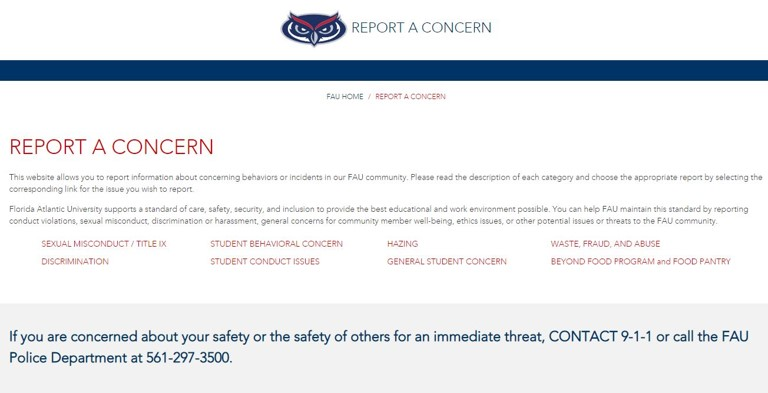 REPORT A CONCERN
FAU HOME / REPORT A CONCERN
REPORT A CONCERN
This website allows you to report information about concerning behaviors or incidents in our FAU community. Please read the description of each category and choose the appropriate report by selecting the
corresponding link for the issue you wish to report.
Florida Atlantic University supports a standard of care, safety, security, and inclusion to provide the best educational and work environment possible. You can help FAU maintain this standard by reporting
conduct violations, sexual misconduct, discrimination or harassment, general concerns for community member well-being, ethics issues, or other potential issues or threats to the FAU community.
SEXUAL MISCONDUCT / TITLE IX STUDENT BEHAVIORAL CONCERN HAZING WASTE, FRAUD, AND ABUSE
DISCRIMINATION STUDENT CONDUCT ISSUES GENERAL STUDENT CONCERN BEYOND FOOD PROGRAM and FOOD PANTRY
If you are concerned about your safety or the safety of others for an immediate threat, CONTACT 9-1-1 or call the FAU
Police Department at 561-297-3500.